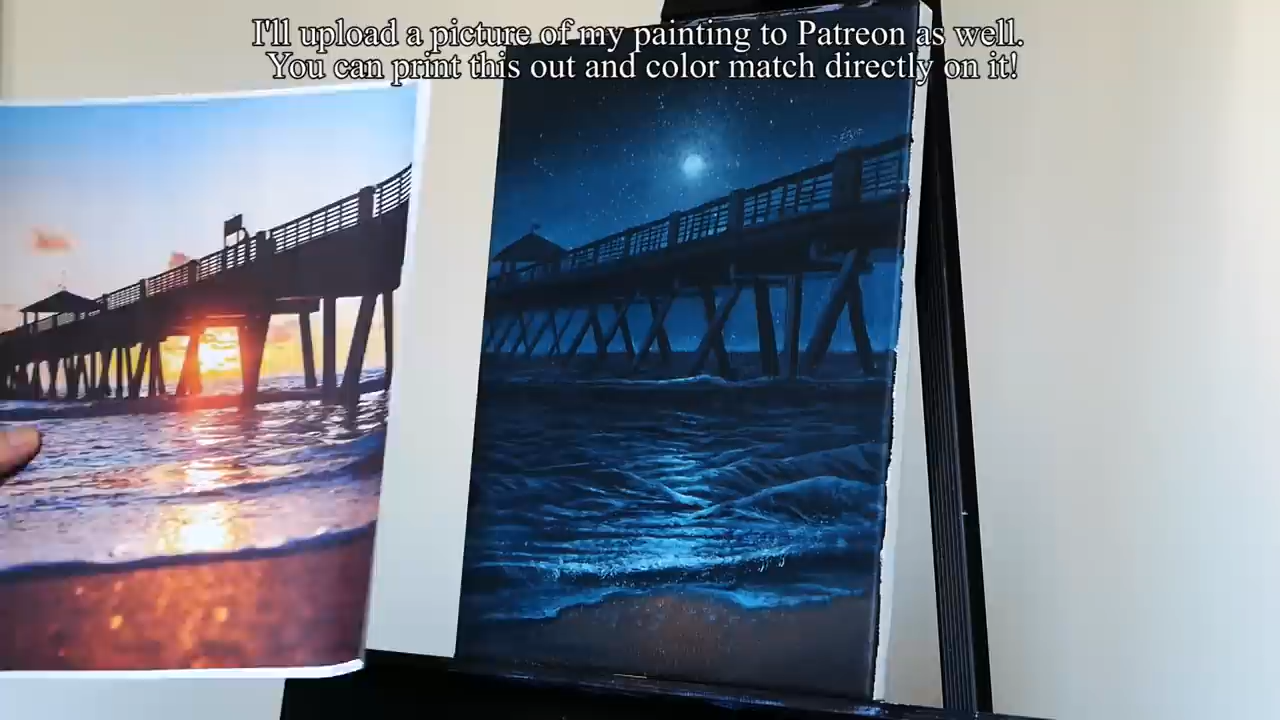 I'll upload a picture of my painting to Patreon as well.
You can print this out and color match directly on it!